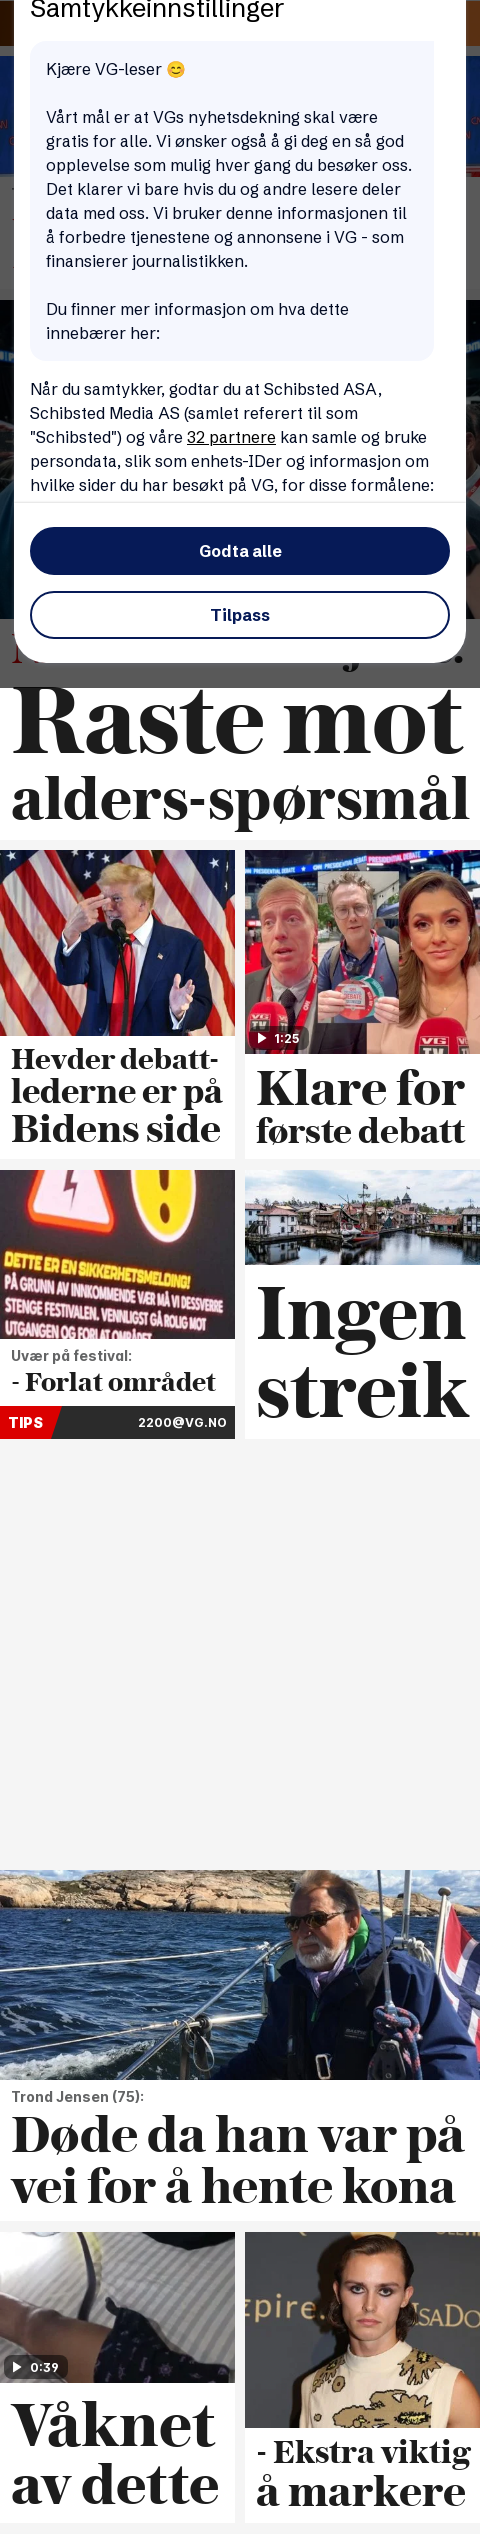 Samtykkeinnstillinger
Kjære VG-leser 😊
Vårt mål er at VGs nyhetsdekning skal være
gratis for alle. Vi ønsker også å gi deg en så god
opplevelse som mulig hver gang du besøker oss.
Det klarer vi bare hvis du og andre lesere deler
data med oss. Vi bruker denne informasjonen til
å forbedre tjenestene og annonsene i VG - som
finansierer journalistikken.
Du finner mer informasjon om hva dette
innebærer her:
Når du samtykker, godtar du at Schibsted ASA,
Schibsted Media AS (samlet referert til som
"Schibsted") og våre 32 partnere kan samle og bruke
persondata, slik som enhets-IDer og informasjon om
hvilke sider du har besøkt på VG, for disse formålene:
Godta alle
Tilpass
Raste mot
alders-spørsmål
PRESIDENTIAL DEBATE
VG
TV
VG
TV
1:25
Hevder debatt-
lederne er på
Bidens side
Klare for
første debatt
DETTE ER EN SIKKERHETSMELDING!
PÅ GRUNN AV INNKOMMENDE VÆR MÅ VI DESSVERRE
STENGE FESTIVALEN. VENNLIGST GÅ ROLIG MOT
UTGANGEN OG FORLAT OMRÅDET
Uvær på festival:
- Forlat området
TIPS
2200@VG.NO
Ingen
streik
Trond Jensen (75):
Døde da han var på
vei for å hente kona
0:39
Våknet
av dette
- Ekstra viktig
å markere